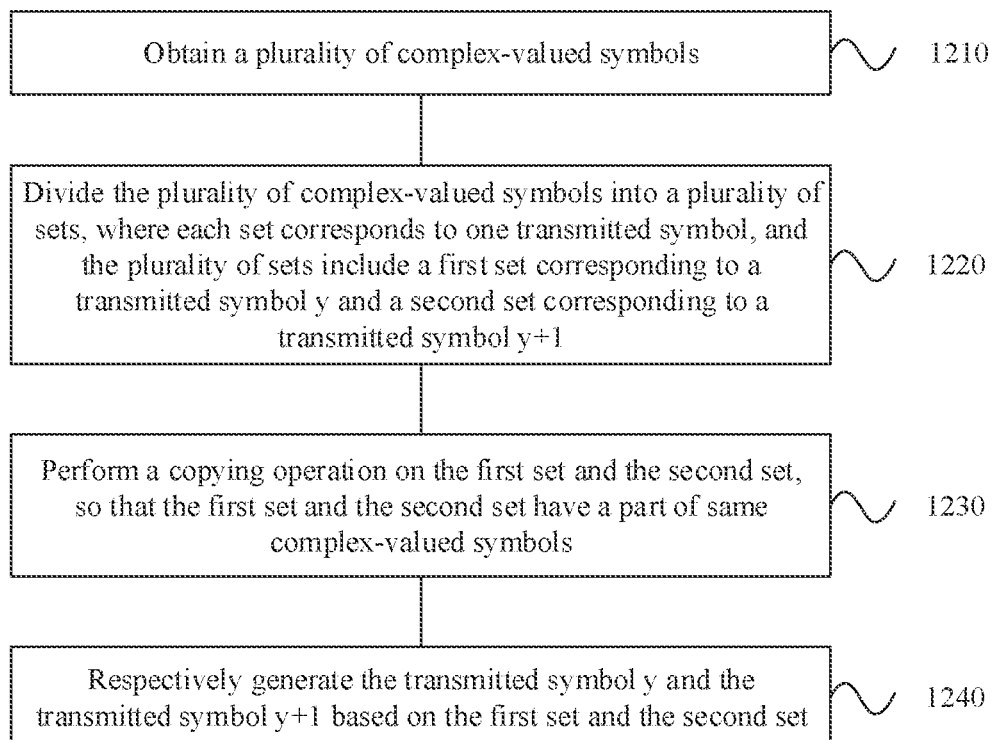 Obtain a plurality of complex-valued symbols
1210
Divide the plurality of complex-valued symbols into a plurality of
sets, where each set corresponds to one transmitted symbol, and
the plurality of sets include a first set corresponding to a
transmitted symbol y and a second set corresponding to a
transmitted symbol y+1
1220
Perform a copying operation on the first set and the second set,
so that the first set and the second set have a part of same
complex-valued symbols
1230
Respectively generate the transmitted symbol y and the
transmitted symbol y+1 based on the first set and the second set
1240